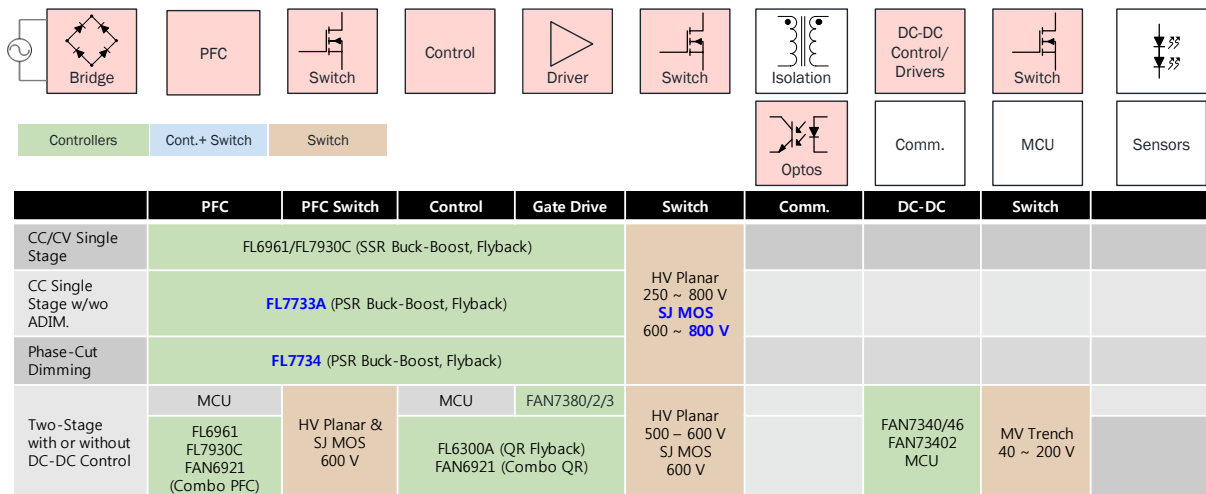 Bridge
PFC
Switch
Control
Driver
Switch
Isolation
DC-DC
Control/
Drivers
Switch
Controllers
Cont.+ Switch
Switch
Optos
Comm.
MCU
Sensors
PFC
PFC Switch
Control
Gate Drive
Switch
Comm.
DC-DC
Switch
CC/CV Single
Stage
FL6961/FL7930C (SSR Buck-Boost, Flyback)
HV Planar
250 ~ 800 V
SJ MOS
600 ~ 800 V
CC Single
Stage w/wo
ADIM.
FL7733A (PSR Buck-Boost, Flyback)
Phase-Cut
Dimming
FL7734 (PSR Buck-Boost, Flyback)
Two-Stage
with or without
DC-DC Control
MCU
FL6961
FL7930C
FAN6921
(Combo PFC)
HV Planar &
SJ MOS
600 V
MCU
FAN7380/2/3
FL6300A (QR Flyback)
FAN6921 (Combo QR)
HV Planar
500 – 600 V
SJ MOS
600 V
FAN7340/46
FAN73402
MCU
MV Trench
40 ~ 200 V